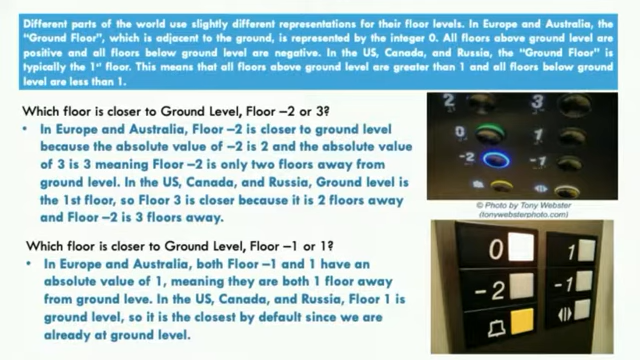 Different parts of the world use slightly different representations for their floor levels. In Europe and Australia, the
“Ground Floor”, which is adjacent to the ground, is represented by the integer 0. All floors above ground level are
positive and all floors below ground level are negative. In the US, Canada, and Russia, the “Ground Floor” is
typically the 1st floor. This means that all floors above ground level are greater than 1 and all floors below ground
level are less than 1.
Which floor is closer to Ground Level, Floor –2 or 3?
• In Europe and Australia, Floor –2 is closer to ground level
because the absolute value of –2 is 2 and the absolute value
of 3 is 3 meaning Floor –2 is only two floors away from
ground level. In the US, Canada, and Russia, Ground level is
the 1st floor, so Floor 3 is closer because it is 2 floors away
and Floor –2 is 3 floors away.
Which floor is closer to Ground Level, Floor –1 or 1?
• In Europe and Australia, both Floor –1 and 1 have an
absolute value of 1, meaning they are both 1 floor away
from ground leve. In the US, Canada, and Russia, Floor 1 is
ground level, so it is the closest by default since we are
already at ground level.
2 3
0 1
-2 -1
© Photo by Tony Webster
(tonywebsterphoto.com)
0 1
-2 -1